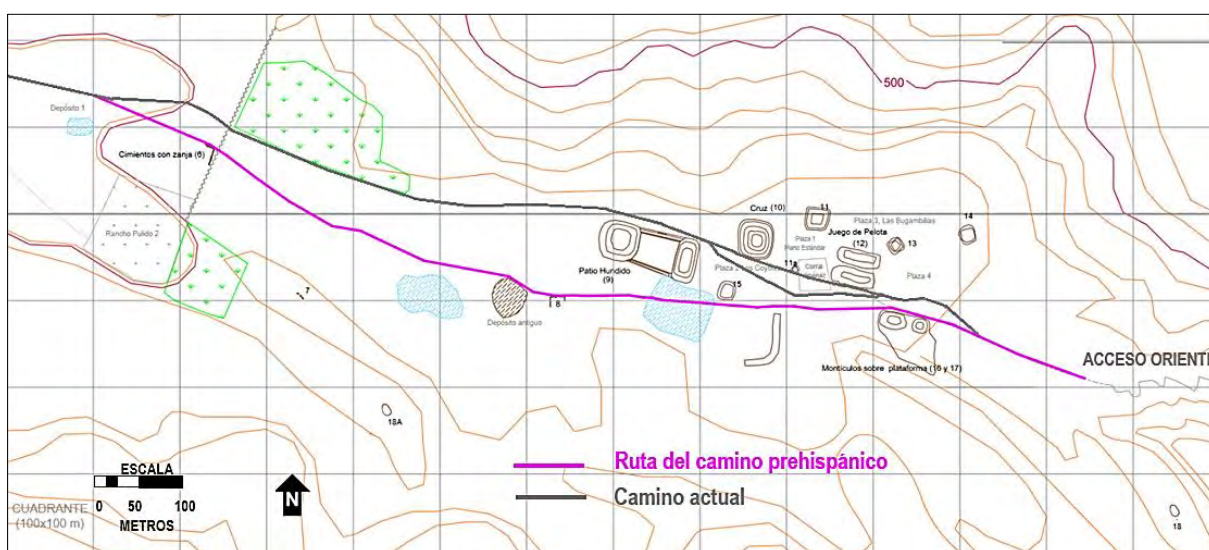 500
Depósito 1
Cimientos con zanja (6)
Rancho Pulido 2
Cruz (10)
11
Plaza 3, Las Bugambilias
Juego de Pelota
(12)
14
13
Plaza 1
11a
Corral
Plaza 4
Patio Hundido
(9)
Plaza 2 Los Coyotes
15
7
8
Depósito antiguo
Montículos sobre plataforma (16 y 17)
ACCESO ORIENTE
18A
18
Ruta del camino prehispánico
Camino actual
ESCALA
0 50 100
METROS
N
CUADRANTE
(100x100 m)